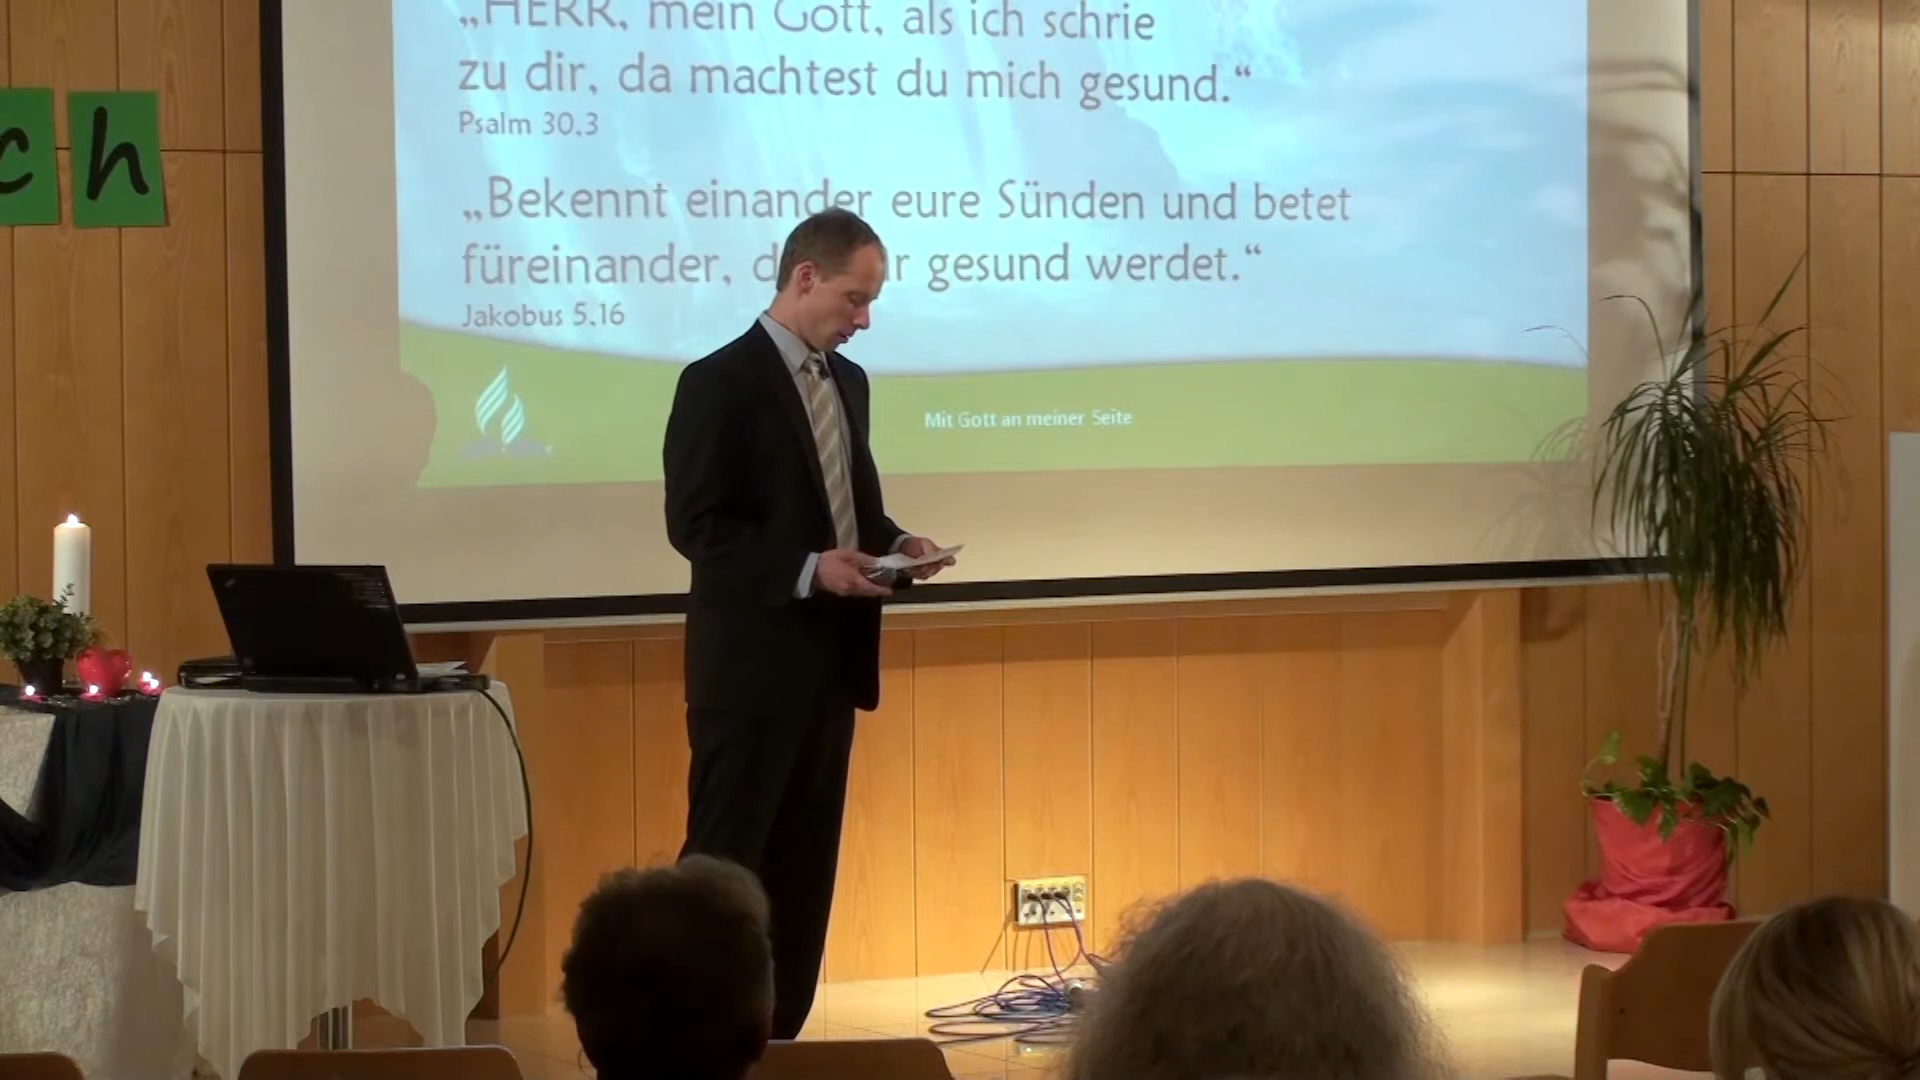 „HERR, mein Gott, als ich schrie
zu dir, da machtest du mich gesund.“
Psalm 30,3
ch
„Bekennt einander eure Sünden und betet
füreinander, gesund werdet.“
Jakobus 5,16
Mit Gott an meiner Seite